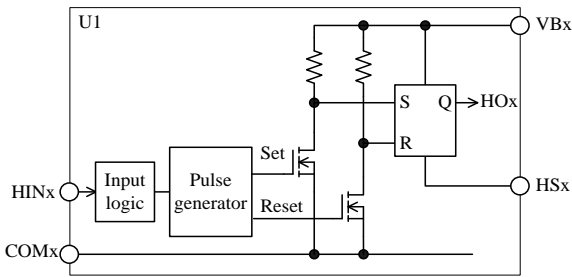 U1
VBx
S
Q
HOx
R
Set
HINx
Input
logic
Pulse
generator
Reset
HSx
COMx